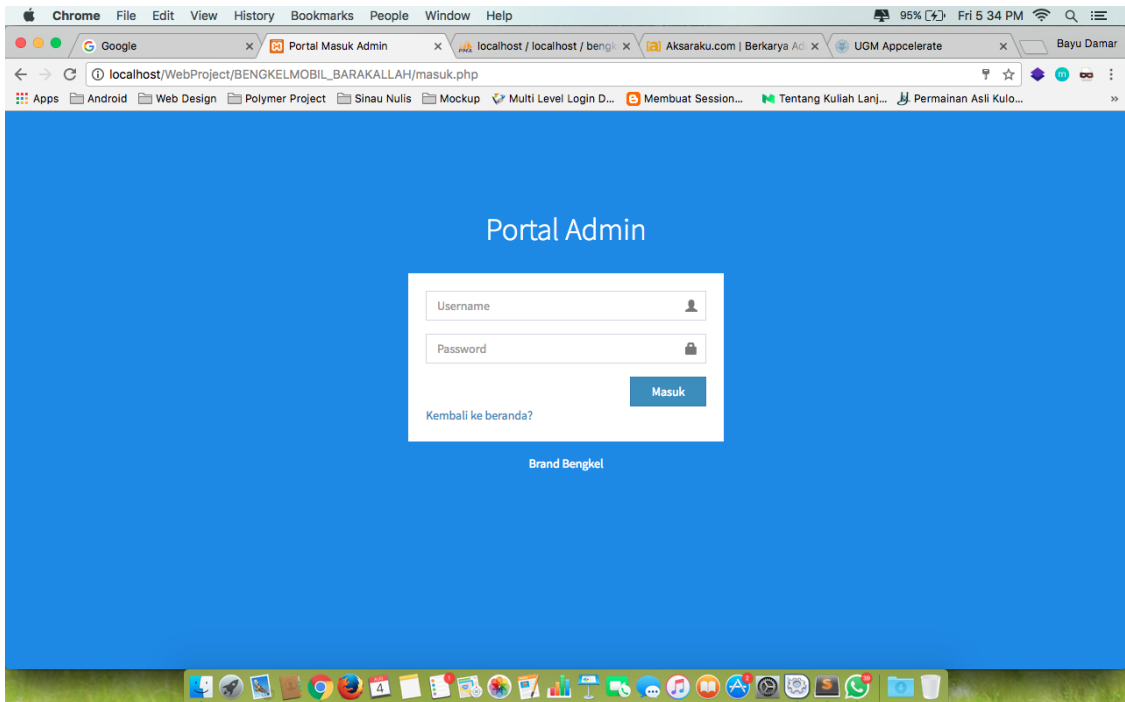 Chrome File Edit View History Bookmarks People Window Help 95% Fri 5 34 PM
Google Portal Masuk Admin localhost / localhost / bengk Aksaraku.com | Berkarya Ad UGM Appcelerate Bayu Damar
localhost/WebProject/BENGKELMOBIL_BARAKALLAH/masuk.php
Apps Android Web Design Polymer Project Sinau Nulis Mockup Multi Level Login D... Membuat Session... Tentang Kuliah Lanj... Permainan Asli Kulo... »
Portal Admin
Username
Password
Masuk
Kembali ke beranda?
Brand Bengkel
4